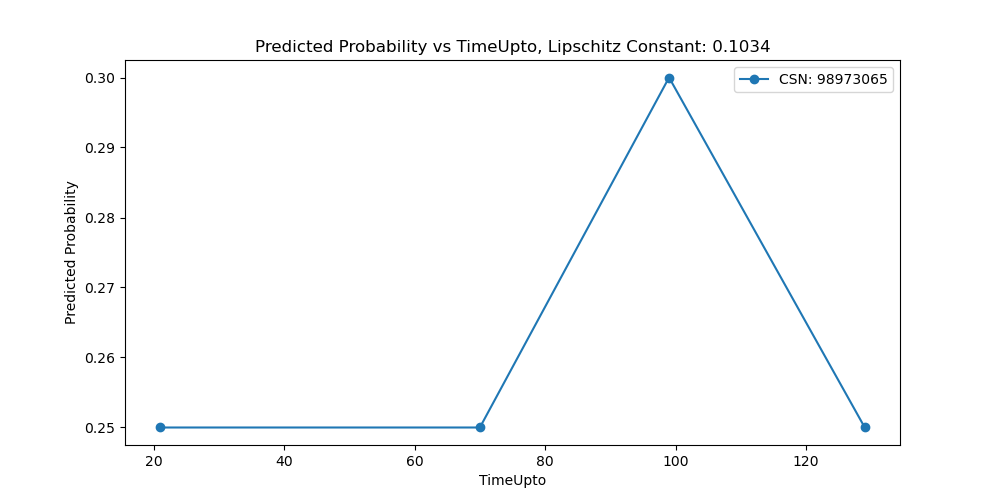 Predicted Probability vs TimeUpto, Lipschitz Constant: 0.1034
CSN: 98973065
0.30
0.29
0.28
0.27
0.26
0.25
Predicted Probability
20 40 60 80 100 120
TimeUpto